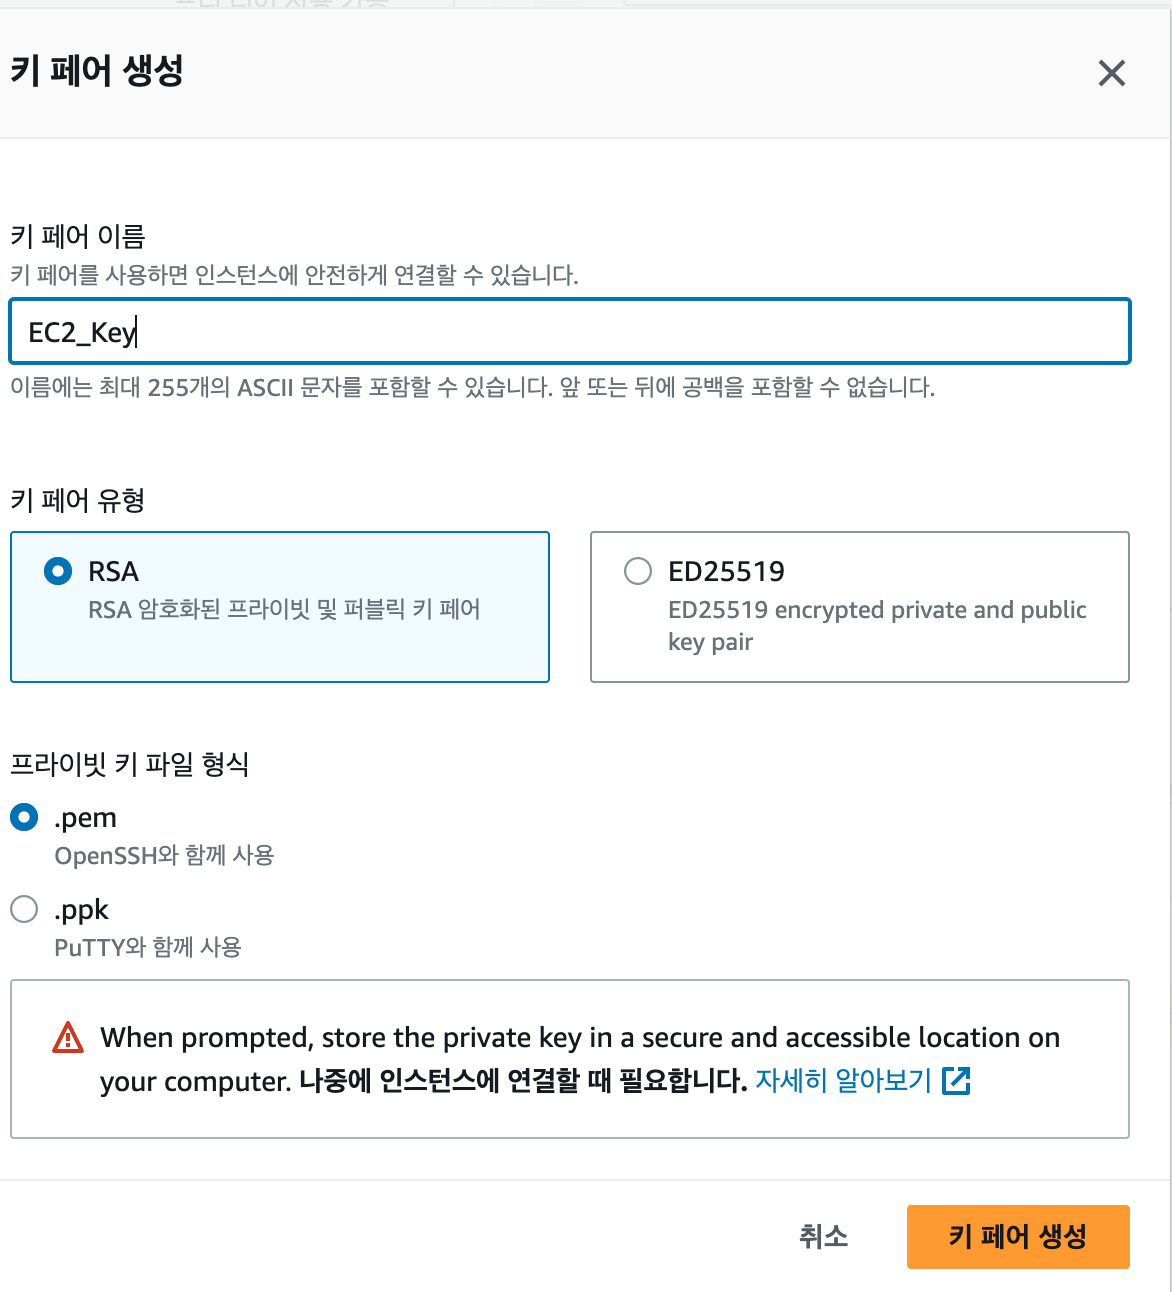 키 페어 생성
키 페어 이름
키 페어를 사용하면 인스턴스에 안전하게 연결할 수 있습니다.
EC2_Key
이름에는 최대 255개의 ASCII 문자를 포함할 수 있습니다. 앞 또는 뒤에 공백을 포함할 수 없습니다.
키 페어 유형
RSA
RSA 암호화된 프라이빗 및 퍼블릭 키 페어
ED25519
ED25519 encrypted private and public
key pair
프라이빗 키 파일 형식
.pem
OpenSSH와 함께 사용
.ppk
PuTTY와 함께 사용
When prompted, store the private key in a secure and accessible location on
your computer. 나중에 인스턴스에 연결할 때 필요합니다. 자세히 알아보기
취소
키 페어 생성